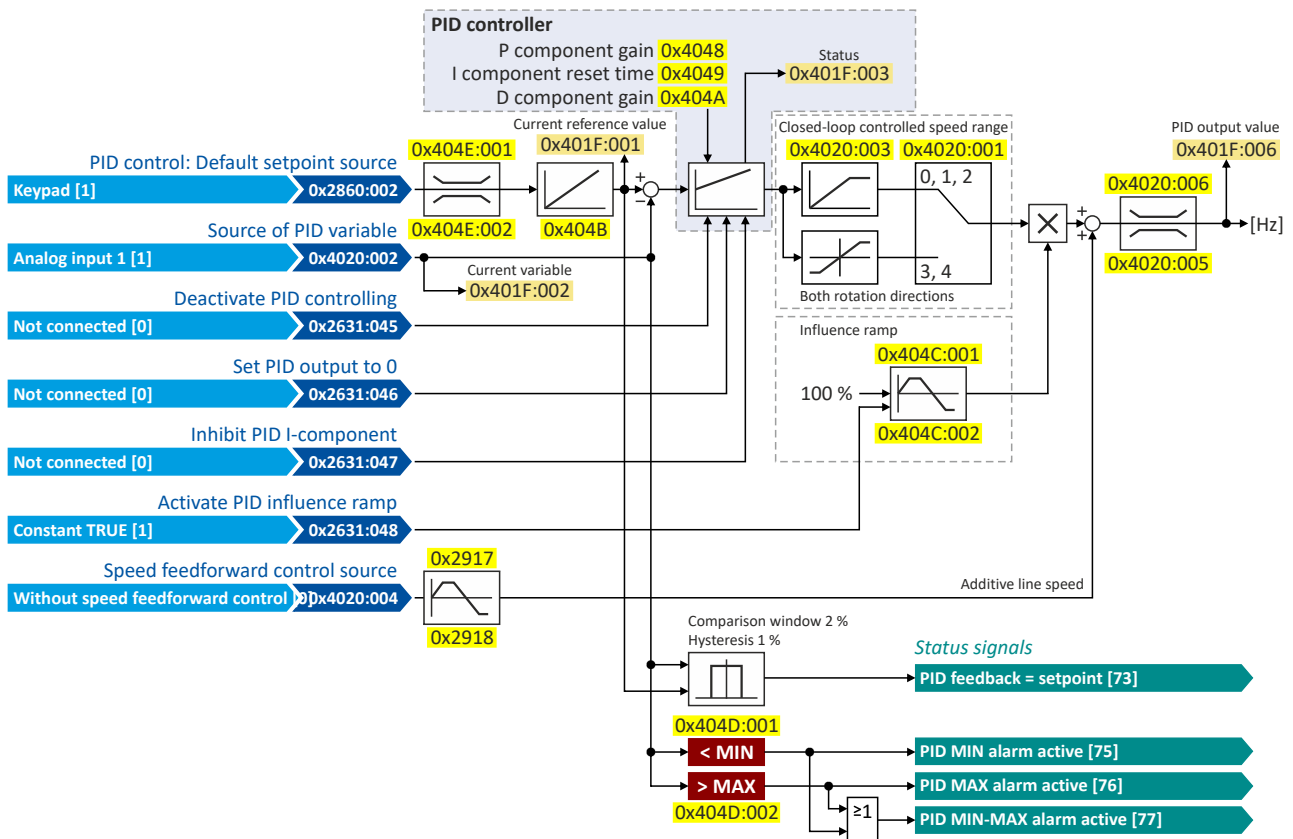 PID controller
P component gain 0x4048
I component reset time 0x4049
D component gain 0x404A
Status
0x401F:003
Current reference value
0x401F:001
Closed-loop controlled speed range
0x4020:003 0x4020:001
PID output value
0x401F:006
0x404E:001
PID control: Default setpoint source
Keypad [1] 0x2860:002
0x404E:002
0x404B
+
−
0, 1, 2
3, 4
Both rotation directions
×
+
+
0x4020:006
0x4020:005
[Hz]
Source of PID variable
Analog input 1 [1] 0x4020:002
Current variable
0x401F:002
Deactivate PID controlling
Not connected [0] 0x2631:045
Influence ramp
0x404C:001
100 %
0x404C:002
Set PID output to 0
Not connected [0] 0x2631:046
Inhibit PID I-component
Not connected [0] 0x2631:047
Activate PID influence ramp
Constant TRUE [1] 0x2631:048
Speed feedforward control source
Without speed feedforward control [0] 0x4020:004
0x2917
0x2918
Additive line speed
Comparison window 2 %
Hysteresis 1 %
Status signals
PID feedback = setpoint [73]
0x404D:001
< MIN
PID MIN alarm active [75]
> MAX
PID MAX alarm active [76]
0x404D:002
≥1
PID MIN-MAX alarm active [77]